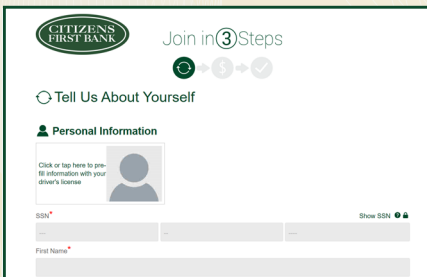 CITIZENS
FIRST BANK
Join in 3 Steps
$
Tell Us About Yourself
Personal Information
Click or tap here to pre-
fill information with your
driver's license
SSN*
Show SSN ?
...
...
....
First Name*